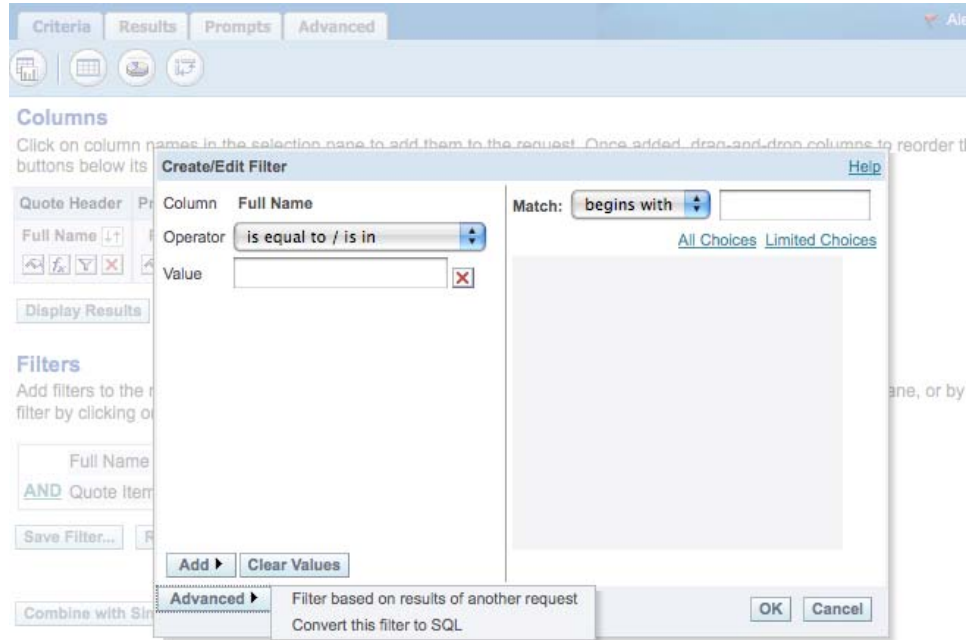 Criteria Results Prompts Advanced
Columns
Click on column names in the selection pane to add them to the request. Once added, drag-and-drop columns to reorder
buttons below its
Quote Header
Full Name
Display Results
Filters
Add filters to the
filter by clicking
Full Name
AND Quote Item
Save Filter...
Combine with
Create/Edit Filter Help
Column Full Name
Operator is equal to / is in
Value
Match: begins with
All Choices Limited Choices
or by
Add Clear Values
Advanced
Filter based on results of another request
Convert this filter to SQL
OK Cancel